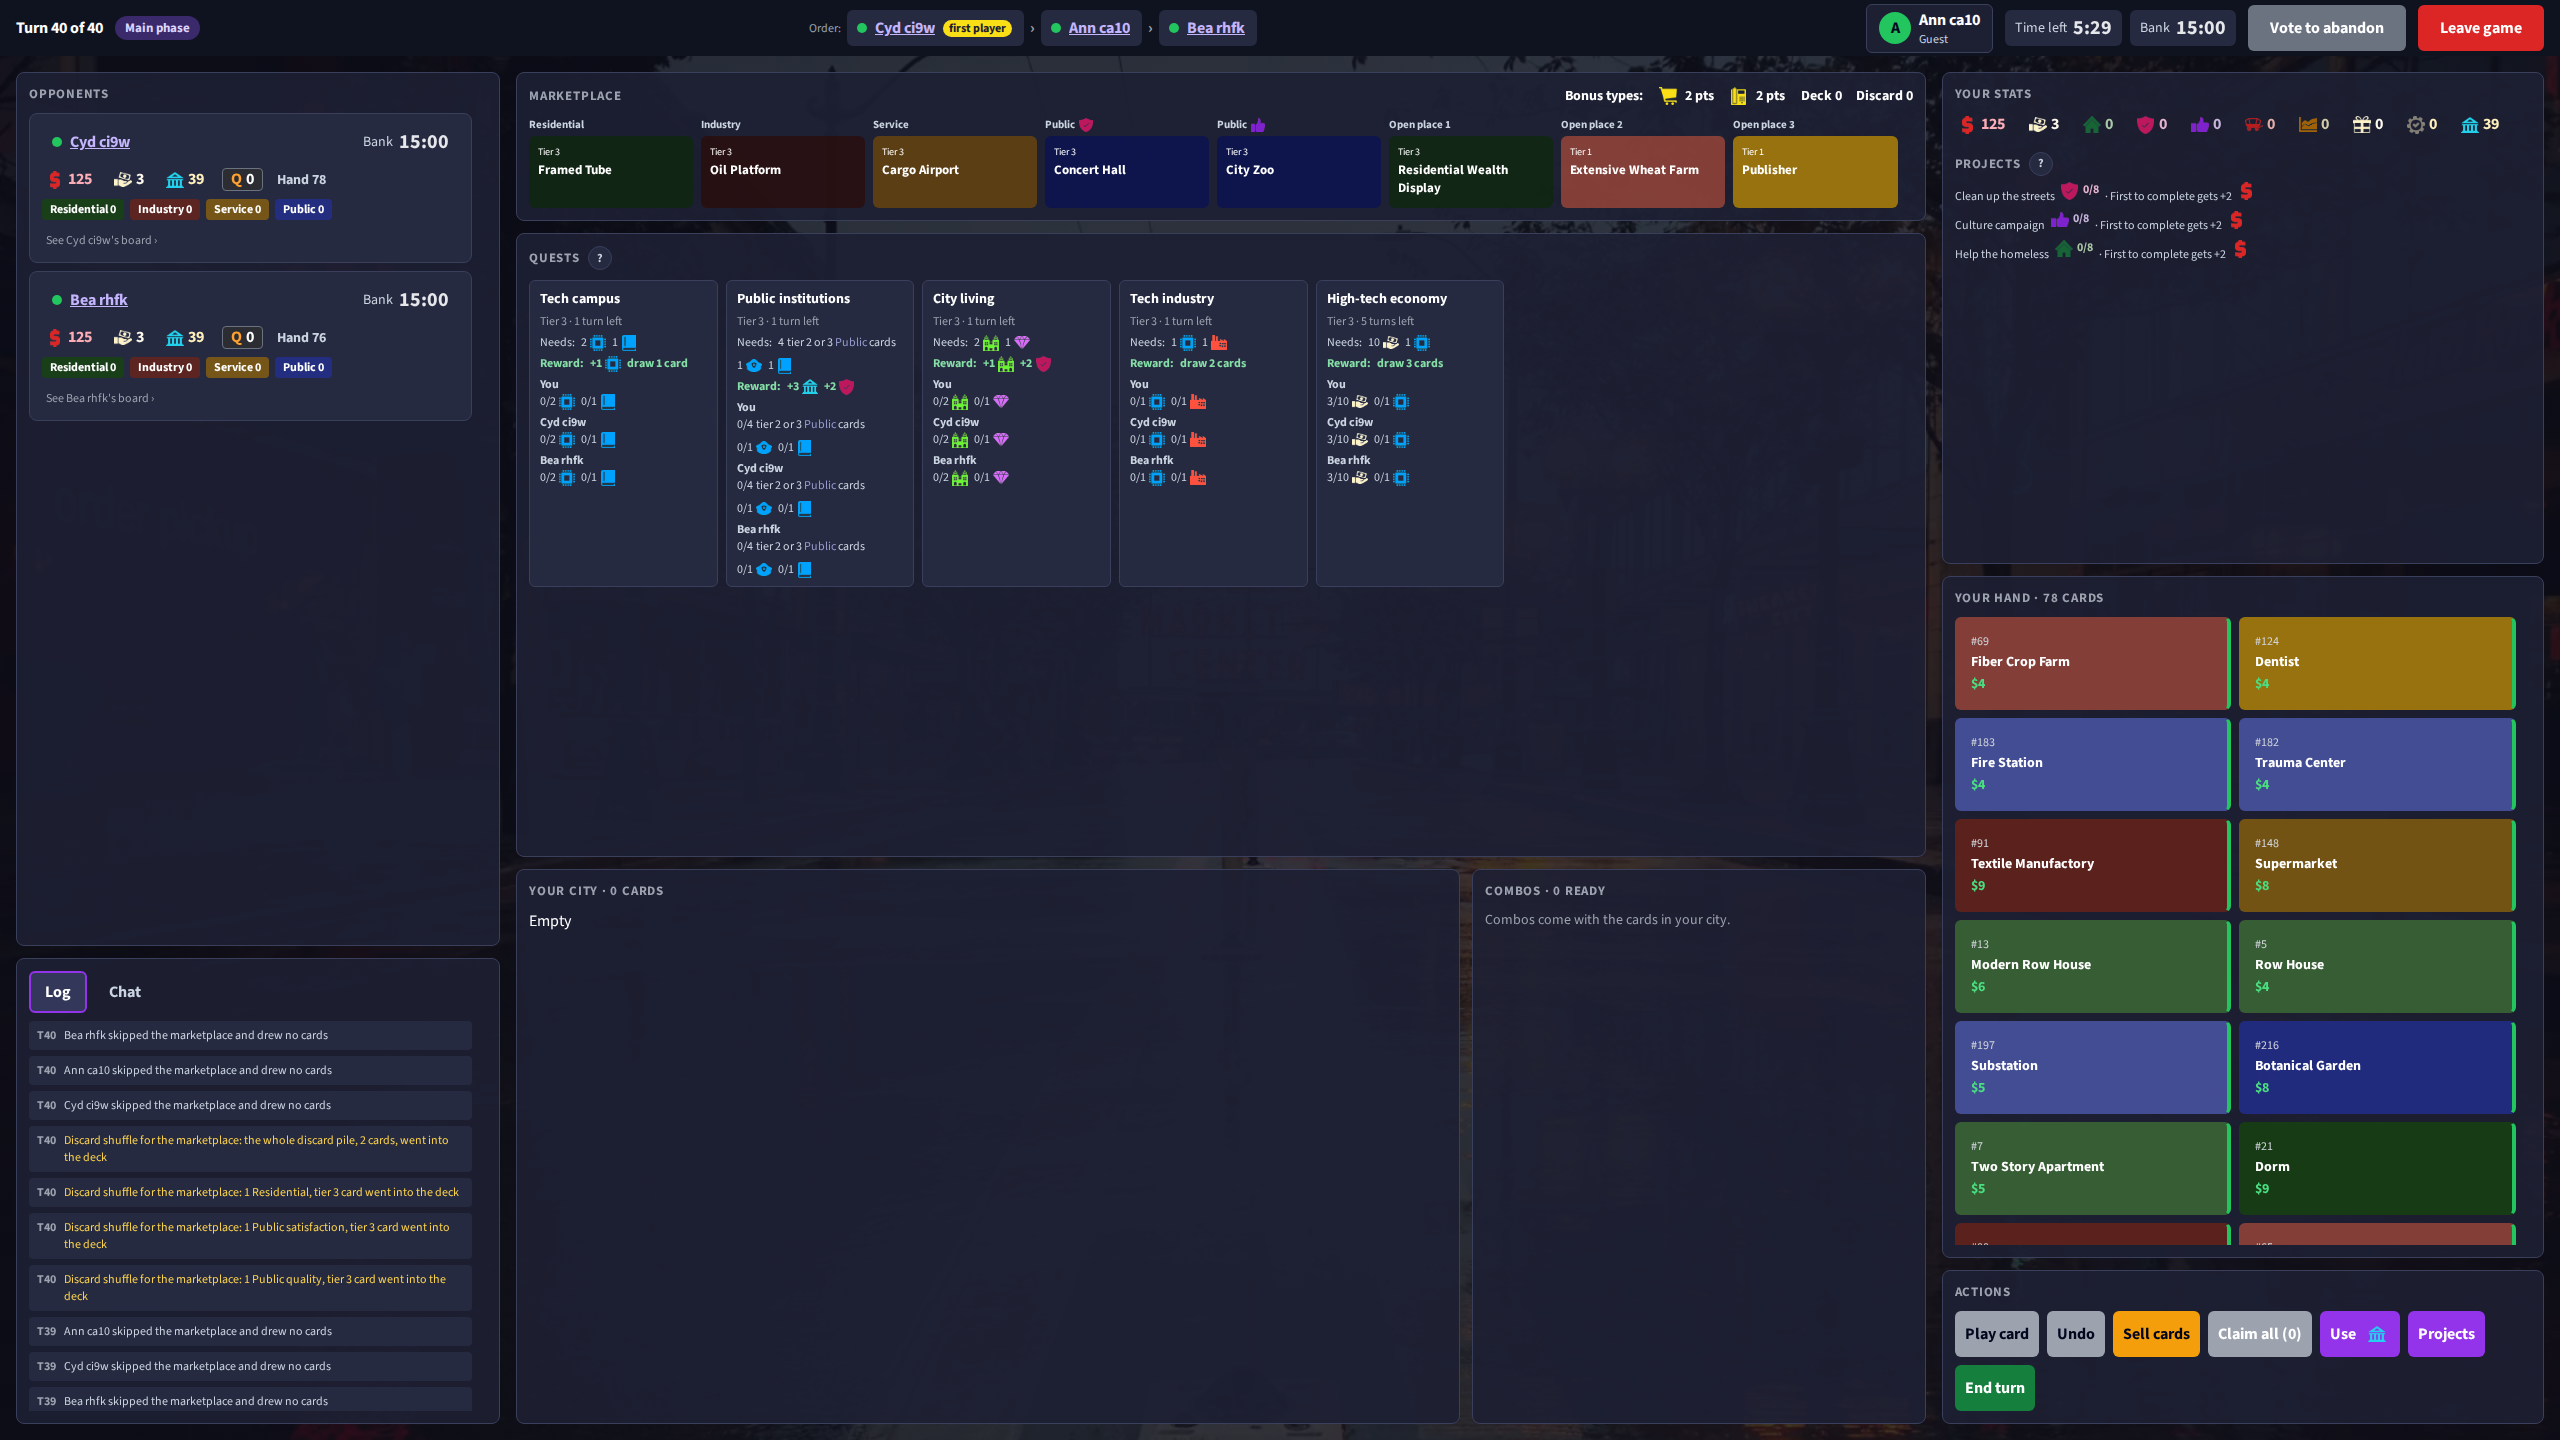 Turn 40 of 40 Main phase
Order: Cyd ci9w first player › Ann ca10 › Bea rhfk
A Ann ca10 Guest
Time left 5:29 Bank 15:00 Vote to abandon Leave game
OPPONENTS
Cyd ci9w Bank 15:00
125 3 39 Q 0 Hand 78
Residential 0 Industry 0 Service 0 Public 0
See Cyd ci9w's board ›
Bea rhfk Bank 15:00
125 3 39 Q 0 Hand 76
Residential 0 Industry 0 Service 0 Public 0
See Bea rhfk's board ›
Log Chat
T40 Bea rhfk skipped the marketplace and drew no cards
T40 Ann ca10 skipped the marketplace and drew no cards
T40 Cyd ci9w skipped the marketplace and drew no cards
T40 Discard shuffle for the marketplace: the whole discard pile, 2 cards, went into
the deck
T40 Discard shuffle for the marketplace: 1 Residential, tier 3 card went into the deck
T40 Discard shuffle for the marketplace: 1 Public satisfaction, tier 3 card went into
the deck
T40 Discard shuffle for the marketplace: 1 Public quality, tier 3 card went into the
deck
T39 Ann ca10 skipped the marketplace and drew no cards
T39 Cyd ci9w skipped the marketplace and drew no cards
T39 Bea rhfk skipped the marketplace and drew no cards
MARKETPLACE
Bonus types: 2 pts 2 pts Deck 0 Discard 0
Residential
Tier 3
Framed Tube
Industry
Tier 3
Oil Platform
Service
Tier 3
Cargo Airport
Public
Tier 3
Concert Hall
Public
Tier 3
City Zoo
Open place 1
Tier 3
Residential Wealth
Display
Open place 2
Tier 1
Extensive Wheat Farm
Open place 3
Tier 1
Publisher
QUESTS ?
Tech campus
Tier 3 · 1 turn left
Needs: 2 1
Reward: +1 draw 1 card
You
0/2 0/1
Cyd ci9w
0/2 0/1
Bea rhfk
0/2 0/1
Public institutions
Tier 3 · 1 turn left
Needs: 4 tier 2 or 3 Public cards
1 1
Reward: +3 +2
You
0/4 tier 2 or 3 Public cards
0/1 0/1
Cyd ci9w
0/4 tier 2 or 3 Public cards
0/1 0/1
Bea rhfk
0/4 tier 2 or 3 Public cards
0/1 0/1
City living
Tier 3 · 1 turn left
Needs: 2 1
Reward: +1 +2
You
0/2 0/1
Cyd ci9w
0/2 0/1
Bea rhfk
0/2 0/1
Tech industry
Tier 3 · 1 turn left
Needs: 1 1
Reward: draw 2 cards
You
0/1 0/1
Cyd ci9w
0/1 0/1
Bea rhfk
0/1 0/1
High-tech economy
Tier 3 · 5 turns left
Needs: 10 1
Reward: draw 3 cards
You
3/10 0/1
Cyd ci9w
3/10 0/1
Bea rhfk
3/10 0/1
YOUR CITY · 0 CARDS
Empty
COMBOS · 0 READY
Combos come with the cards in your city.
YOUR STATS
125 3 0 0 0 0 0 0 0 39
PROJECTS ?
Clean up the streets 0/8 · First to complete gets +2
Culture campaign 0/8 · First to complete gets +2
Help the homeless 0/8 · First to complete gets +2
YOUR HAND · 78 CARDS
#69
Fiber Crop Farm
$4
#124
Dentist
$4
#183
Fire Station
$4
#182
Trauma Center
$4
#91
Textile Manufactory
$9
#148
Supermarket
$8
#13
Modern Row House
$6
#5
Row House
$4
#197
Substation
$5
#216
Botanical Garden
$8
#7
Two Story Apartment
$5
#21
Dorm
$9
ACTIONS
Play card Undo Sell cards Claim all (0) Use Projects
End turn